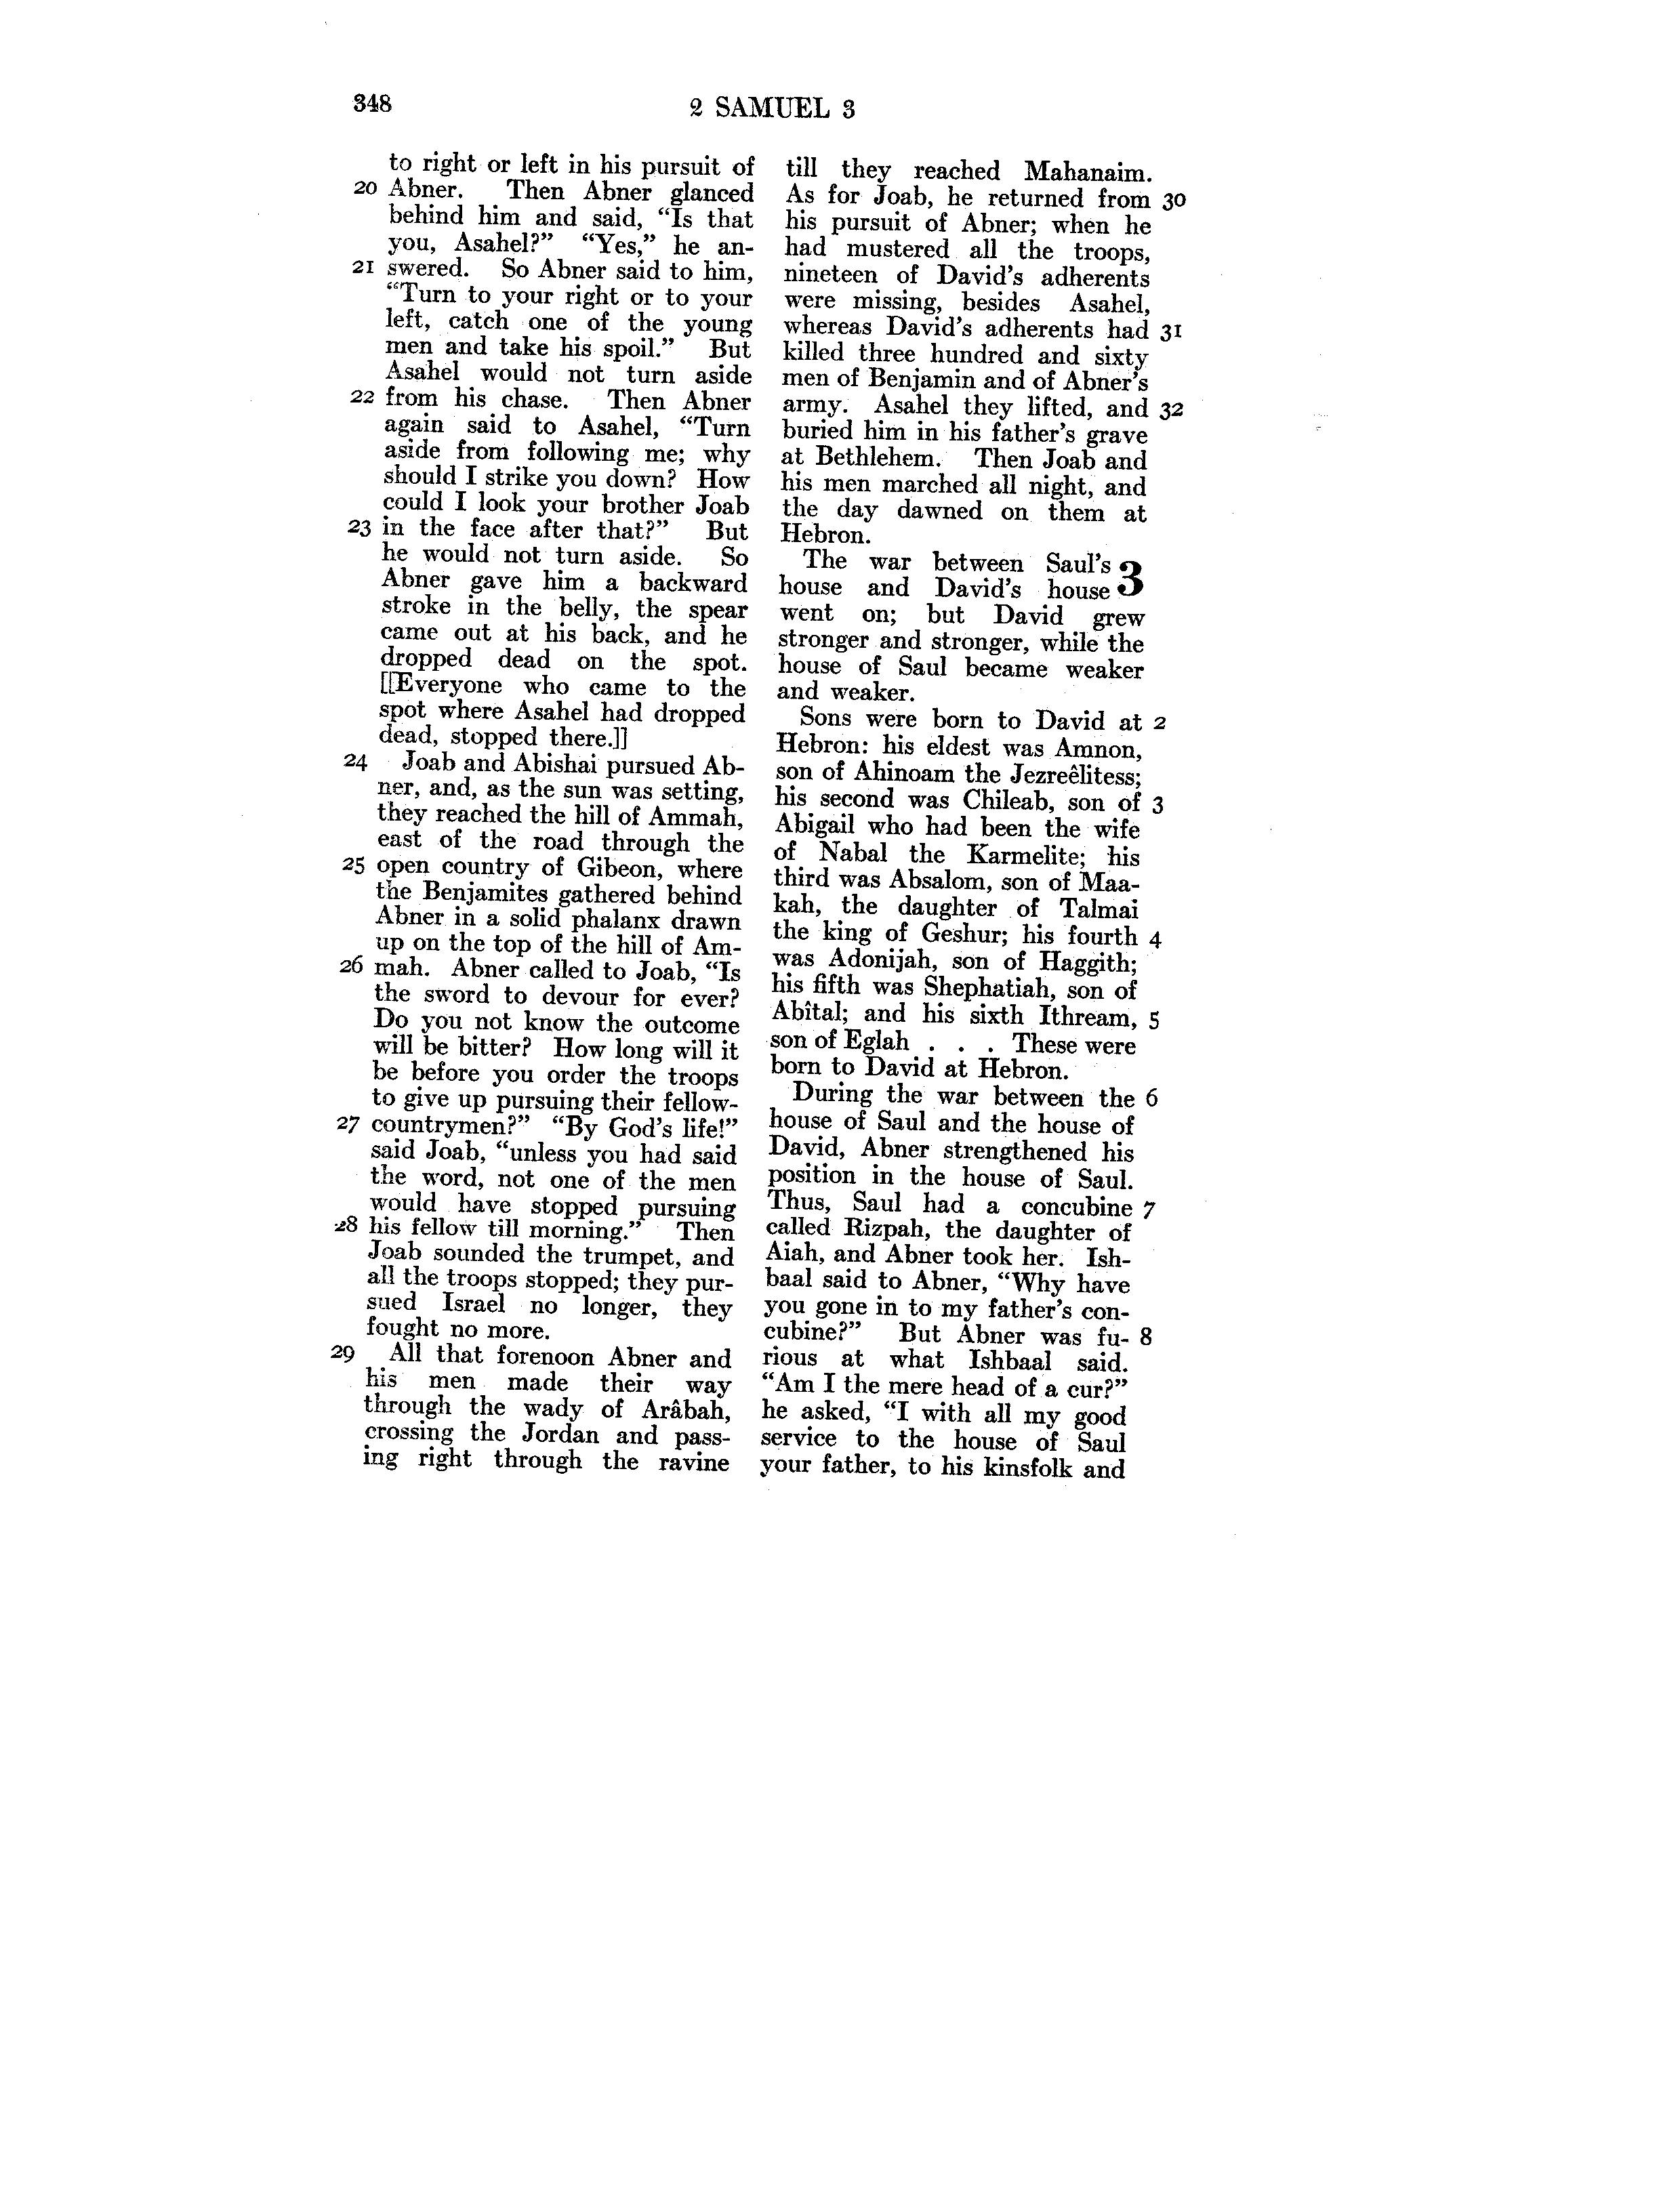 348
2 SAMUEL 3
to right or left in his pursuit of
20 Abner. Then Abner glanced
behind him and said, “Is that
you, Asahel?” “Yes,” he an-
21 swered. So Abner said to him,
“Turn to your right or to your
left, catch one of the young
men and take his spoil.” But
Asahel would not turn aside
22 from his chase. Then Abner
again said to Asahel, “Turn
aside from following me; why
should I strike you down? How
could I look your brother Joab
23 in the face after that?” But
he would not turn aside. So
Abner gave him a backward
stroke in the belly, the spear
came out at his back, and he
dropped dead on the spot.
[[Everyone who came to the
spot where Asahel had dropped
dead, stopped there.]]
24 Joab and Abishai pursued Ab-
ner, and, as the sun was setting,
they reached the hill of Ammah,
east of the road through the
25 open country of Gibeon, where
the Benjamites gathered behind
Abner in a solid phalanx drawn
up on the top of the hill of Am-
26 mah. Abner called to Joab, “Is
the sword to devour for ever?
Do you not know the outcome
will be bitter? How long will it
be before you order the troops
to give up pursuing their fellow-
27 countrymen?” “By God’s life!”
said Joab, “unless you had said
the word, not one of the men
would have stopped pursuing
28 his fellow till morning.” Then
Joab sounded the trumpet, and
all the troops stopped; they pur-
sued Israel no longer, they
fought no more.
29 All that forenoon Abner and
his men made their way
through the wady of Arâbah,
crossing the Jordan and pass-
ing right through the ravine
till they reached Mahanaim.
As for Joab, he returned from 30
his pursuit of Abner; when he
had mustered all the troops,
nineteen of David’s adherents
were missing, besides Asahel,
whereas David’s adherents had 31
killed three hundred and sixty
men of Benjamin and of Abner’s
army. Asahel they lifted, and 32
buried him in his father’s grave
at Bethlehem. Then Joab and
his men marched all night, and
the day dawned on them at
Hebron.
The war between Saul’s 3
house and David’s house
went on; but David grew
stronger and stronger, while the
house of Saul became weaker
and weaker.
Sons were born to David at 2
Hebron: his eldest was Amnon,
son of Ahinoam the Jezreêlitess;
his second was Chileab, son of 3
Abigail who had been the wife
of Nabal the Karmelite; his
third was Absalom, son of Maa-
kah, the daughter of Talmai
the king of Geshur; his fourth 4
was Adonijah, son of Haggith;
his fifth was Shephatiah, son of
Abîtal; and his sixth Ithream, 5
son of Eglah . . . These were
born to David at Hebron.
During the war between the 6
house of Saul and the house of
David, Abner strengthened his
position in the house of Saul.
Thus, Saul had a concubine 7
called Rizpah, the daughter of
Aiah, and Abner took her. Ish-
baal said to Abner, “Why have
you gone in to my father’s con-
cubine?” But Abner was fu- 8
rious at what Ishbaal said.
“Am I the mere head of a cur?”
he asked, “I with all my good
service to the house of Saul
your father, to his kinsfolk and